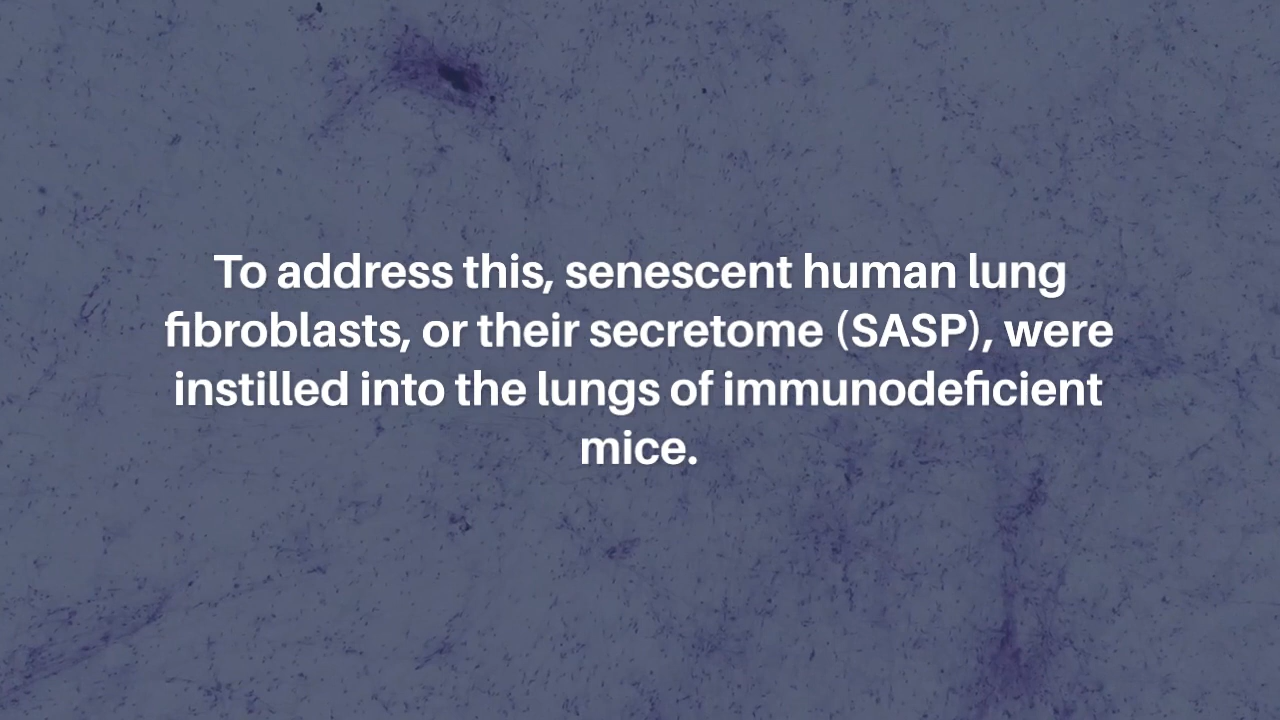 To address this, senescent human lung
fibroblasts, or their secretome (SASP), were
instilled into the lungs of immunodeficient
mice.